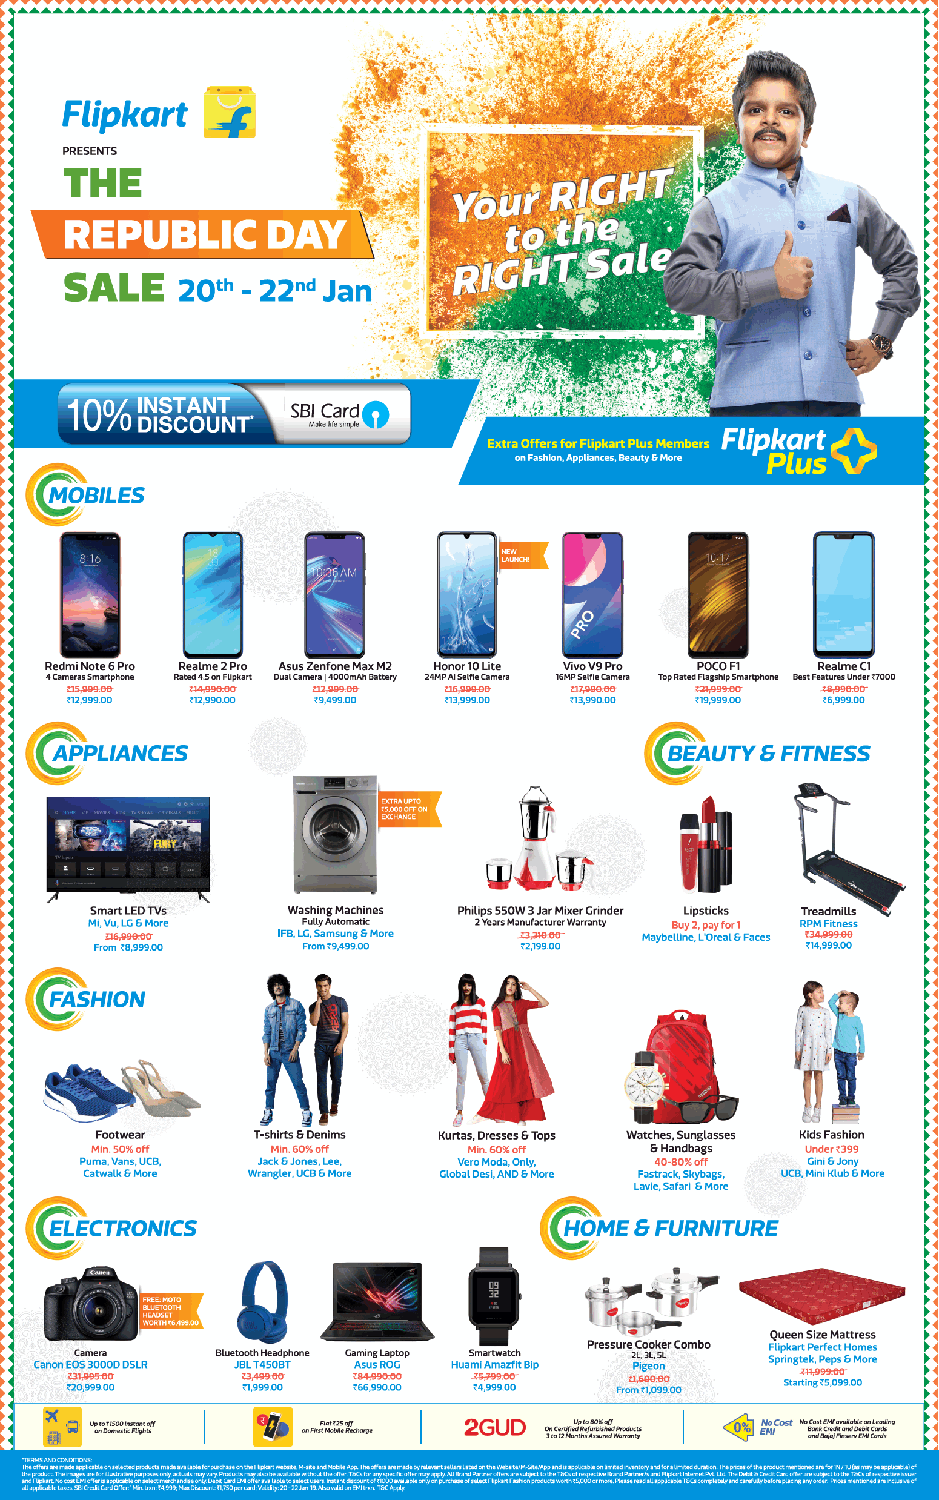 Flipkart
PRESENTS
THE
REPUBLIC DAY
SALE 20th - 22nd Jan
Your RIGHT
to the
RIGHT Sale
10% INSTANT
DISCOUNT*
SBI Card
Make life simple
Extra Offers for Flipkart Plus Members
on Fashion, Appliances, Beauty & More
Flipkart
Plus
MOBILES
NEW
LAUNCH!
PRO
Redmi Note 6 Pro
4 Cameras Smartphone
₹15,999.00
₹12,999.00
Realme 2 Pro
Rated 4.5 on Flipkart
₹14,990.00
₹12,990.00
Asus Zenfone Max M2
Dual Camera | 4000mAh Battery
₹12,999.00
₹9,499.00
Honor 10 Lite
24MP AI Selfie Camera
₹16,999.00
₹13,999.00
Vivo V9 Pro
16MP Selfie Camera
₹17,990.00
₹13,990.00
POCO F1
Top Rated Flagship Smartphone
₹21,999.00
₹19,999.00
Realme C1
Best Features Under ₹7000
₹8,990.00
₹6,999.00
APPLIANCES
BEAUTY & FITNESS
EXTRA UPTO
₹5,000 OFF ON
EXCHANGE
Smart LED TVs
Mi, Vu, LG & More
₹16,990.00
From ₹8,999.00
Washing Machines
Fully Automatic
IFB, LG, Samsung & More
From ₹9,499.00
Philips 550W 3 Jar Mixer Grinder
2 Years Manufacturer Warranty
₹3,310.00
₹2,199.00
Lipsticks
Buy 2, pay for 1
Maybelline, L'Oreal & Faces
Treadmills
RPM Fitness
₹34,999.00
₹14,999.00
FASHION
Footwear
Min. 50% off
Puma, Vans, UCB,
Catwalk & More
T-shirts & Denims
Min. 60% off
Jack & Jones, Lee,
Wrangler, UCB & More
Kurtas, Dresses & Tops
Min. 60% off
Vero Moda, Only,
Global Desi, AND & More
Watches, Sunglasses
& Handbags
40-80% off
Fastrack, Skybags,
Lavie, Safari & More
Kids Fashion
Under ₹399
Gini & Jony
UCB, Mini Klub & More
ELECTRONICS
HOME & FURNITURE
Canon
FREE: MOTO
BLUETOOTH
HEADSET
WORTH ₹6,499.00
Camera
Canon EOS 3000D DSLR
₹31,995.00
₹20,999.00
Bluetooth Headphone
JBL T450BT
₹3,499.00
₹1,999.00
Gaming Laptop
Asus ROG
₹84,990.00
₹66,990.00
Smartwatch
Huami Amazfit Bip
₹5,799.00
₹4,999.00
Pressure Cooker Combo
2L, 3L, 5L
Pigeon
₹1,600.00
From ₹1,099.00
Queen Size Mattress
Flipkart Perfect Homes
Springtek, Peps & More
₹11,999.00
Starting ₹5,099.00
Up to ₹1500 Instant off
on Domestic Flights
Flat ₹25 off
on First Mobile Recharge
2GUD
Up to 80% off
On Certified Refurbished Products
3 to 12 Months Assured Warranty
0%
No Cost
EMI
No Cost EMI available on Leading
Bank Credit and Debit Cards
and Bajaj Finserv EMI Cards
TERMS AND CONDITIONS: